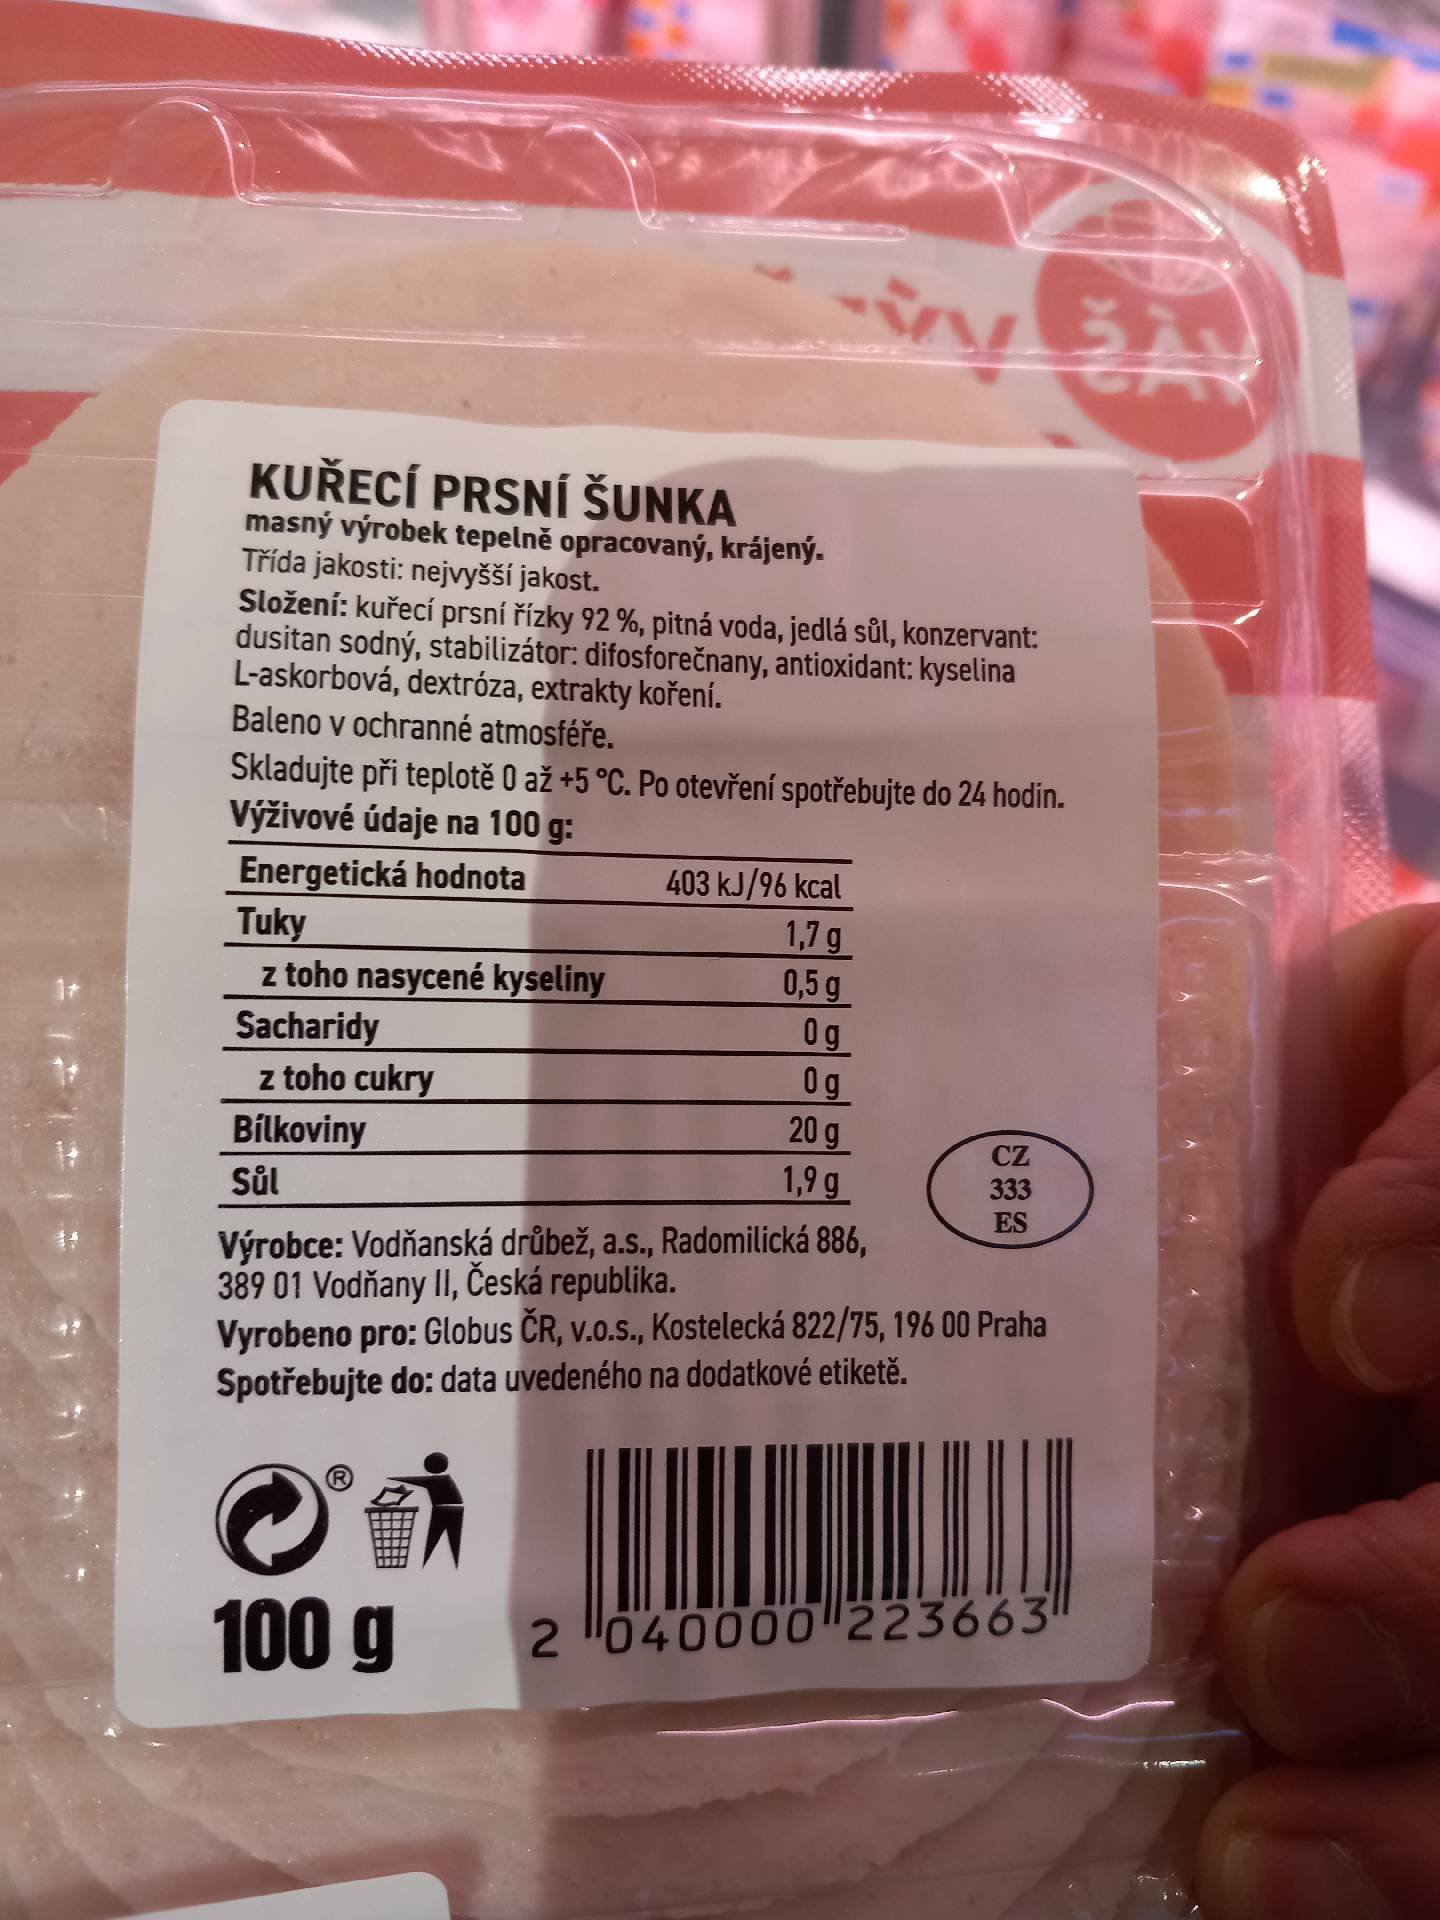 VÁŠ
KUŘECÍ PRSNÍ ŠUNKA
masný výrobek tepelně opracovaný, krájený.
Třída jakosti: nejvyšší jakost.
Složení: kuřecí prsní řízky 92 %, pitná voda, jedlá sůl, konzervant:
dusitan sodný, stabilizátor: difosforečnany, antioxidant: kyselina
L-askorbová, dextróza, extrakty koření.
Baleno v ochranné atmosféře.
Skladujte při teplotě 0 až +5 °C. Po otevření spotřebujte do 24 hodin.
Výživové údaje na 100 g:
Energetická hodnota 403 kJ/96 kcal
Tuky 1,7 g
z toho nasycené kyseliny 0,5 g
Sacharidy 0 g
z toho cukry 0 g
Bílkoviny 20 g
Sůl 1,9 g
CZ
333
ES
Výrobce: Vodňanská drůbež, a.s., Radomilická 886,
389 01 Vodňany II, Česká republika.
Vyrobeno pro: Globus ČR, v.o.s., Kostelecká 822/75, 196 00 Praha
Spotřebujte do: data uvedeného na dodatkové etiketě.
®
100 g
2 040000 223663